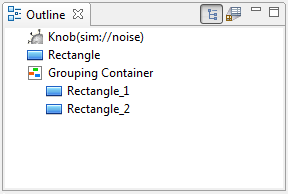 Outline
Knob(sim://noise)
Rectangle
Grouping Container
Rectangle_1
Rectangle_2